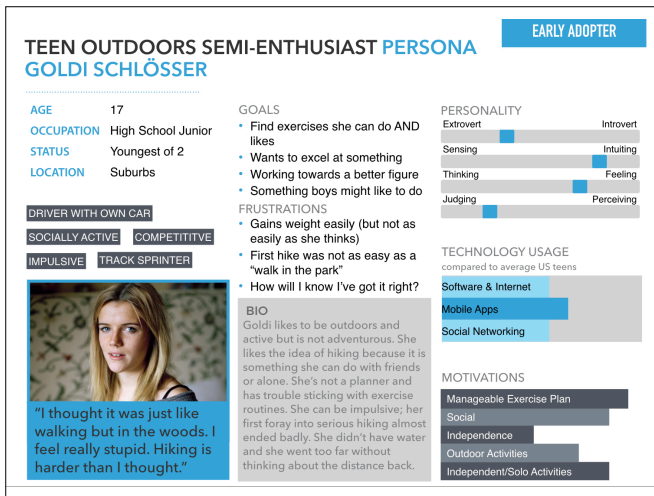 EARLY ADOPTER
TEEN OUTDOORS SEMI-ENTHUSIAST PERSONA
GOLDI SCHLÖSSER
AGE 17
OCCUPATION High School Junior
STATUS Youngest of 2
LOCATION Suburbs
DRIVER WITH OWN CAR
SOCIALLY ACTIVE COMPETITITVE
IMPULSIVE TRACK SPRINTER
"I thought it was just like
walking but in the woods. I
feel really stupid. Hiking is
harder than I thought."
GOALS
• Find exercises she can do AND
likes
• Wants to excel at something
• Working towards a better figure
• Something boys might like to do
FRUSTRATIONS
• Gains weight easily (but not as
easily as she thinks)
• First hike was not as easy as a
"walk in the park"
• How will I know I've got it right?
BIO
Goldi likes to be outdoors and
active but is not adventurous. She
likes the idea of hiking because it is
something she can do with friends
or alone. She's not a planner and
has trouble sticking with exercise
routines. She can be impulsive; her
first foray into serious hiking almost
ended badly. She didn't have water
and she went too far without
thinking about the distance back.
PERSONALITY
Extrovert Introvert
Sensing Intuiting
Thinking Feeling
Judging Perceiving
TECHNOLOGY USAGE
compared to average US teens
Software & Internet
Mobile Apps
Social Networking
MOTIVATIONS
Manageable Exercise Plan
Social
Independence
Outdoor Activities
Independent/Solo Activities